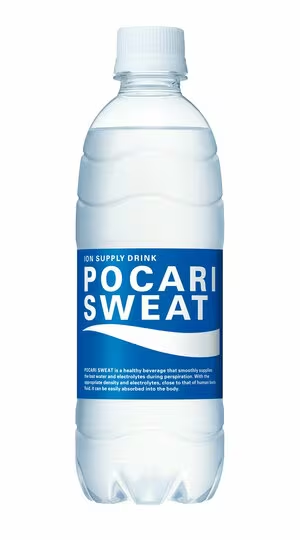 ION SUPPLY DRINK
POCARI
SWEAT
POCARI SWEAT is a healthy beverage that smoothly supplies
the lost water and electrolytes during perspiration. With the
appropriate density and electrolytes, close to that of human body
fluid, it can be easily absorbed into the body.